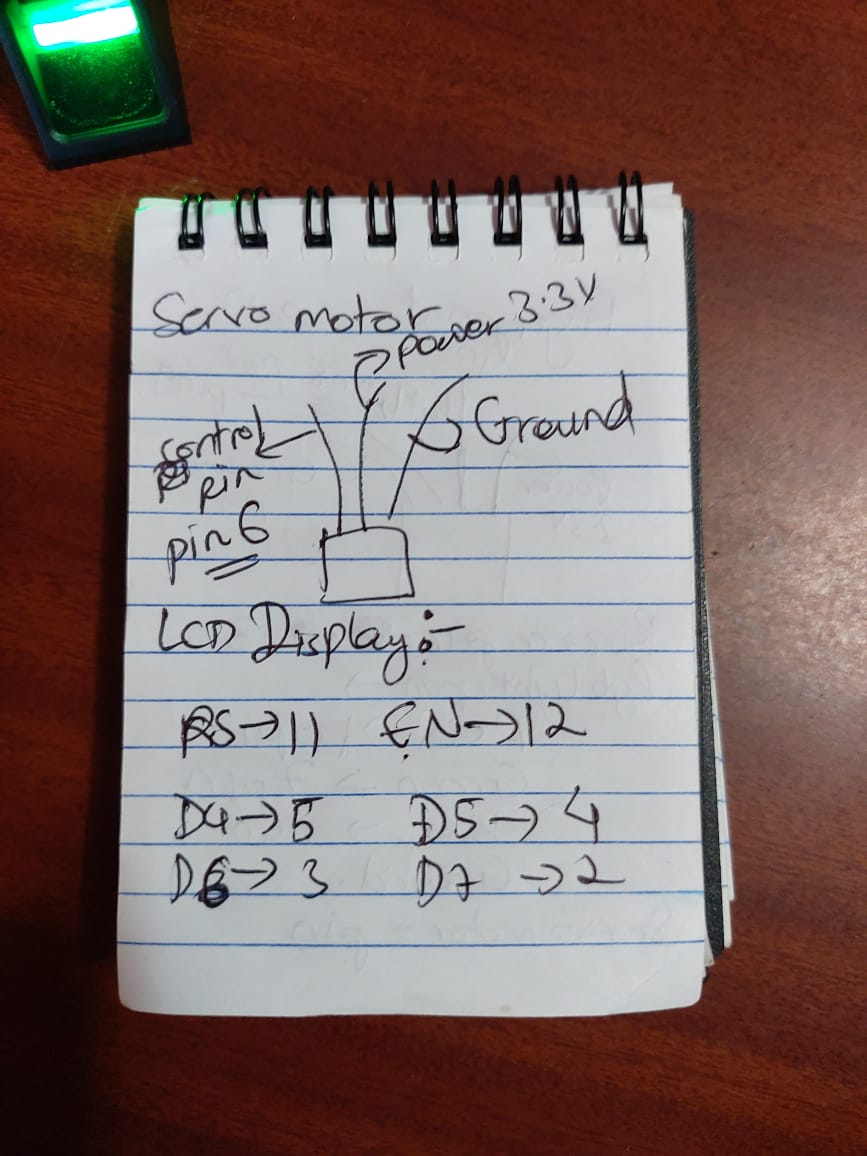 Servo motor
power 3.3V
Ground
control
pin
pin 6
LCD Display:-
RS→11 EN→12
D4→5 D5→4
D6→3 D7→2